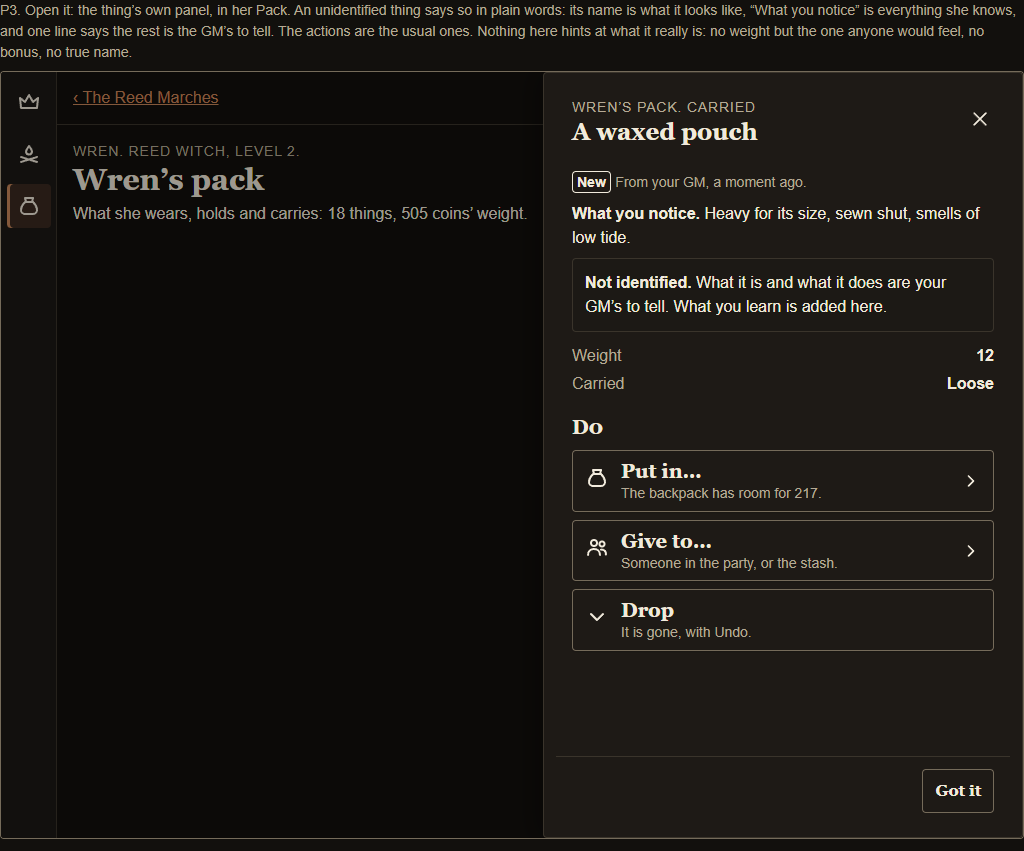 P3. Open it: the thing's own panel, in her Pack. An unidentified thing says so in plain words: its name is what it looks like, “What you notice” is everything she knows,
and one line says the rest is the GM's to tell. The actions are the usual ones. Nothing here hints at what it really is: no weight but the one anyone would feel, no
bonus, no true name.
‹ The Reed Marches
WREN. REED WITCH, LEVEL 2.
Wren’s pack
What she wears, holds and carries: 18 things, 505 coins’ weight.
WREN’S PACK. CARRIED
A waxed pouch
New From your GM, a moment ago.
What you notice. Heavy for its size, sewn shut, smells of
low tide.
Not identified. What it is and what it does are your
GM’s to tell. What you learn is added here.
Weight 12
Carried Loose
Do
Put in…
The backpack has room for 217.
Give to…
Someone in the party, or the stash.
Drop
It is gone, with Undo.
Got it